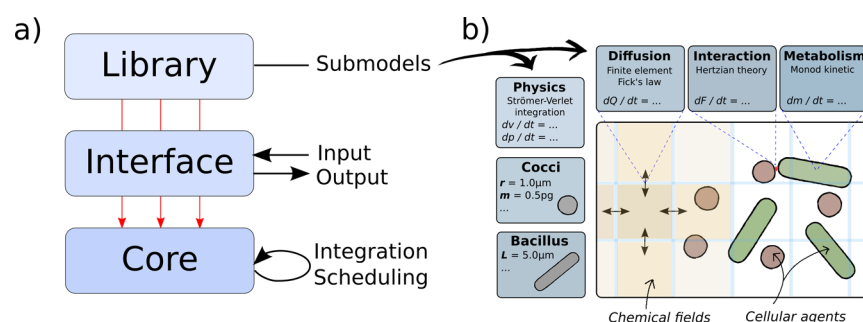 a)
Library
Submodels
Interface
Input
Output
Core
Integration
Scheduling
b)
Diffusion
Finite element
Fick's law
dQ / dt = ...
Interaction
Hertzian theory
dF / dt = ...
Metabolism
Monod kinetic
dm / dt = ...
Physics
Strömer-Verlet
integration
dv / dt = ...
dp / dt = ...
Cocci
r = 1.0μm
m = 0.5pg
...
Bacillus
L = 5.0μm
...
Chemical fields
Cellular agents